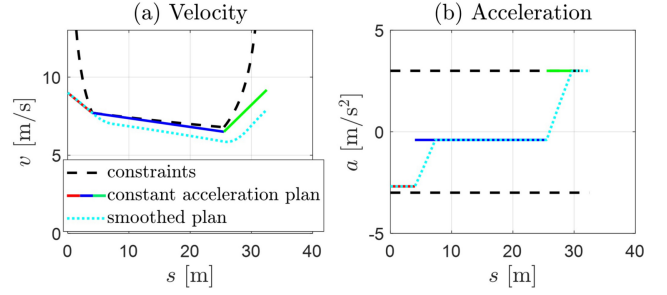 (a) Velocity
(b) Acceleration
10
5
0
v [m/s]
constraints
constant acceleration plan
smoothed plan
0 10 20 30 40
s [m]
5
0
-5
a [m/s²]
0 10 20 30 40
s [m]